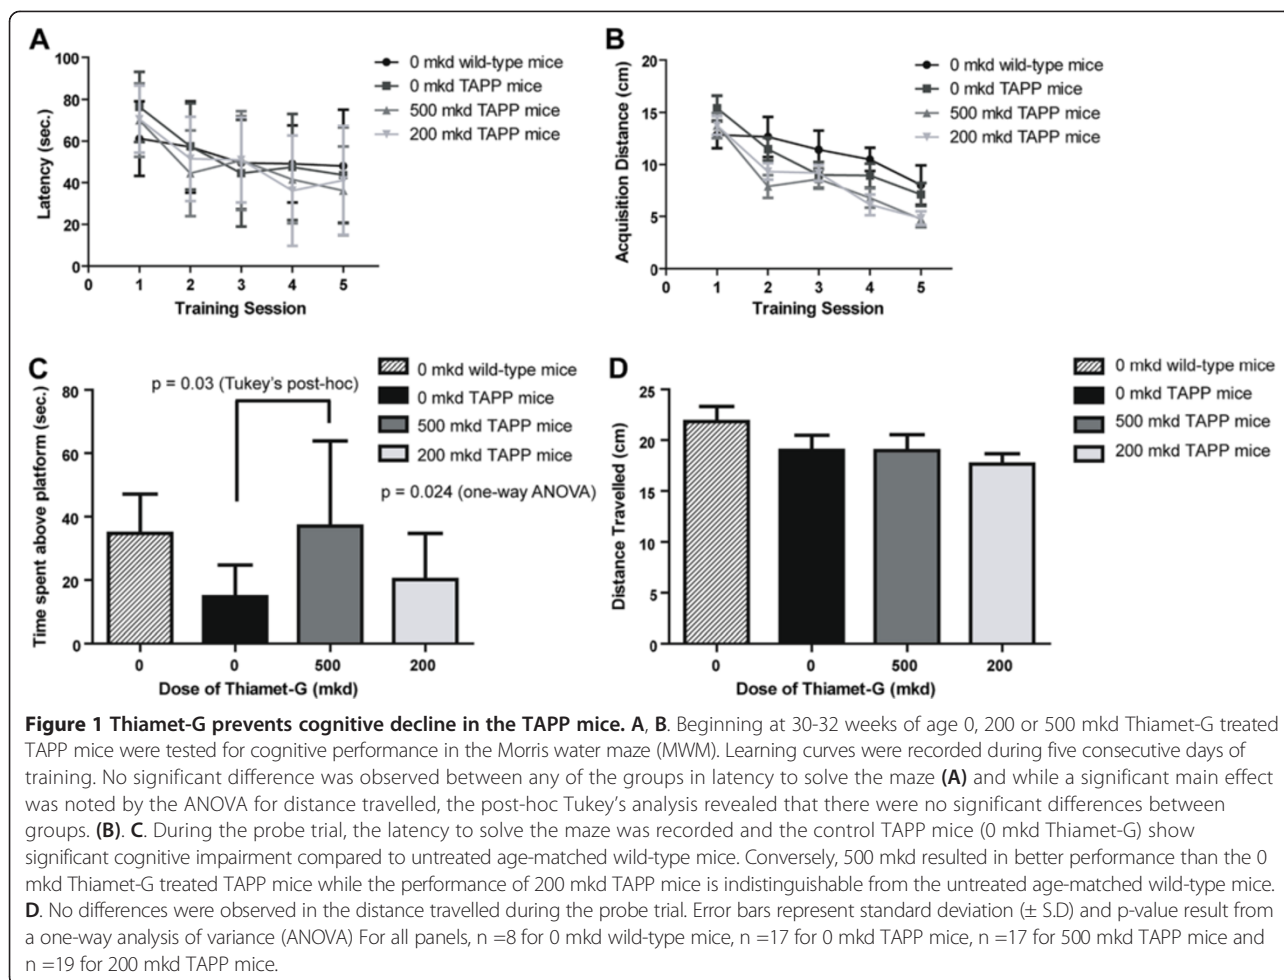 A
100
80
60
40
20
0
Latency (sec.)
0 1 2 3 4 5
Training Session
0 mkd wild-type mice
0 mkd TAPP mice
500 mkd TAPP mice
200 mkd TAPP mice
B
20
15
10
5
0
Acquisition Distance (cm)
0 1 2 3 4 5
Training Session
0 mkd wild-type mice
0 mkd TAPP mice
500 mkd TAPP mice
200 mkd TAPP mice
C
p = 0.03 (Tukey's post-hoc)
80
60
40
20
0
Time spent above platform (sec.)
0 0 500 200
Dose of Thiamet-G (mkd)
0 mkd wild-type mice
0 mkd TAPP mice
500 mkd TAPP mice
200 mkd TAPP mice
p = 0.024 (one-way ANOVA)
D
25
20
15
10
5
0
Distance Travelled (cm)
0 0 500 200
Dose of Thiamet-G (mkd)
0 mkd wild-type mice
0 mkd TAPP mice
500 mkd TAPP mice
200 mkd TAPP mice
Figure 1 Thiamet-G prevents cognitive decline in the TAPP mice. A, B. Beginning at 30-32 weeks of age 0, 200 or 500 mkd Thiamet-G treated
TAPP mice were tested for cognitive performance in the Morris water maze (MWM). Learning curves were recorded during five consecutive days of
training. No significant difference was observed between any of the groups in latency to solve the maze (A) and while a significant main effect
was noted by the ANOVA for distance travelled, the post-hoc Tukey's analysis revealed that there were no significant differences between
groups. (B). C. During the probe trial, the latency to solve the maze was recorded and the control TAPP mice (0 mkd Thiamet-G) show
significant cognitive impairment compared to untreated age-matched wild-type mice. Conversely, 500 mkd resulted in better performance than the 0
mkd Thiamet-G treated TAPP mice while the performance of 200 mkd TAPP mice is indistinguishable from the untreated age-matched wild-type mice.
D. No differences were observed in the distance travelled during the probe trial. Error bars represent standard deviation (± S.D) and p-value result from
a one-way analysis of variance (ANOVA) For all panels, n =8 for 0 mkd wild-type mice, n =17 for 0 mkd TAPP mice, n =17 for 500 mkd TAPP mice and
n =19 for 200 mkd TAPP mice.